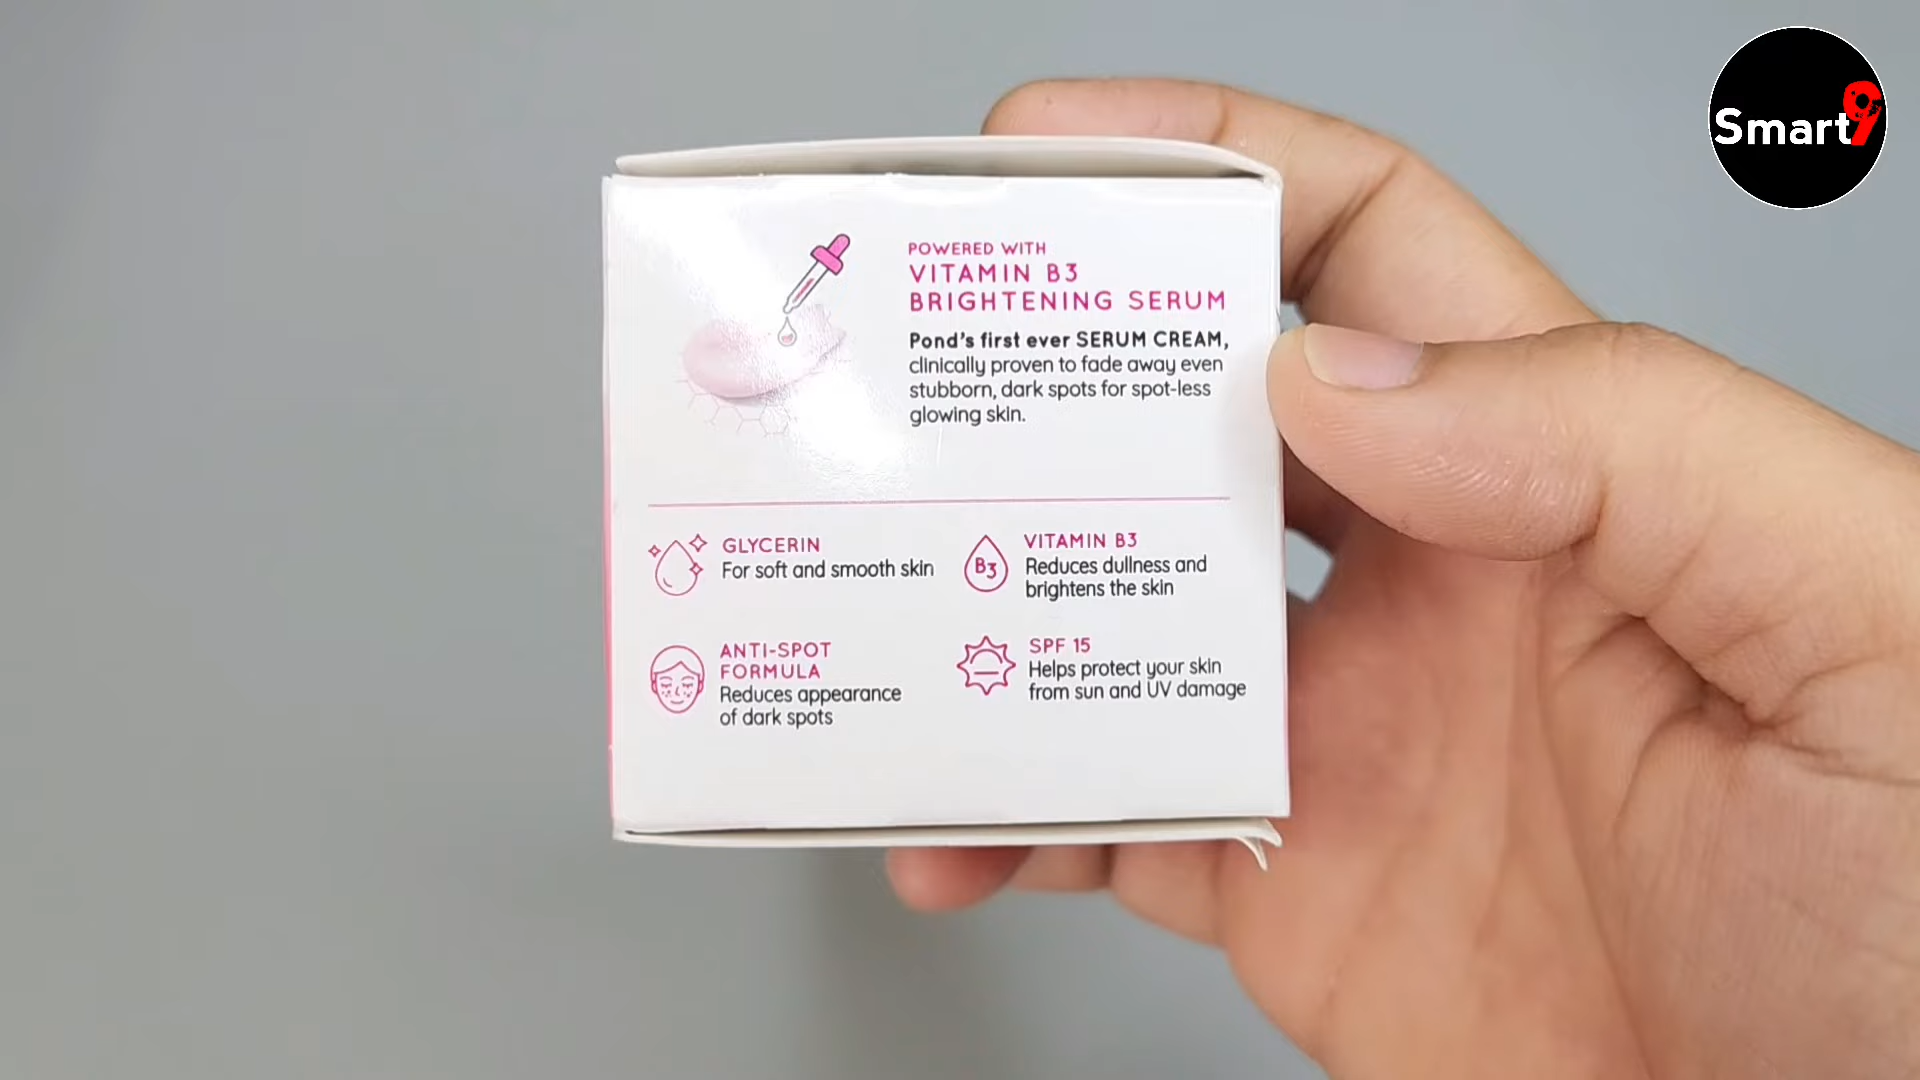 Smart9
POWERED WITH
VITAMIN B3
BRIGHTENING SERUM
Pond's first ever SERUM CREAM,
clinically proven to fade away even
stubborn, dark spots for spot-less
glowing skin.
GLYCERIN
For soft and smooth skin
B3
VITAMIN B3
Reduces dullness and
brightens the skin
ANTI-SPOT
FORMULA
Reduces appearance
of dark spots
SPF 15
Helps protect your skin
from sun and UV damage